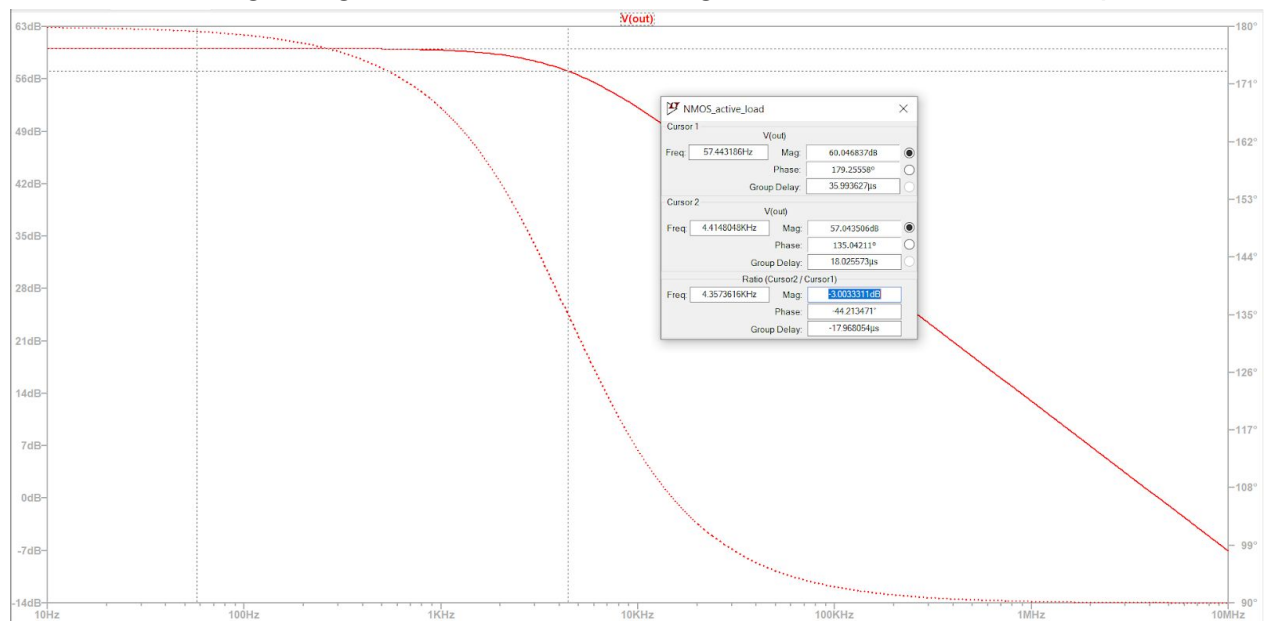 V(out)
63dB
56dB
49dB
42dB
35dB
28dB
21dB
14dB
7dB
0dB
-7dB
-14dB
180°
171°
162°
153°
144°
135°
126°
117°
108°
99°
90°
10Hz
100Hz
1KHz
10KHz
100KHz
1MHz
10MHz
NMOS_active_load
Cursor 1
V(out)
Freq: 57.443186Hz Mag: 60.046837dB
Phase: 179.25558°
Group Delay: 35.993627µs
Cursor 2
V(out)
Freq: 4.4148048KHz Mag: 57.043506dB
Phase: 135.04211°
Group Delay: 18.025573µs
Ratio (Cursor2 / Cursor1)
Freq: 4.3573616KHz Mag: -3.0033311dB
Phase: -44.213471°
Group Delay: -17.968054µs